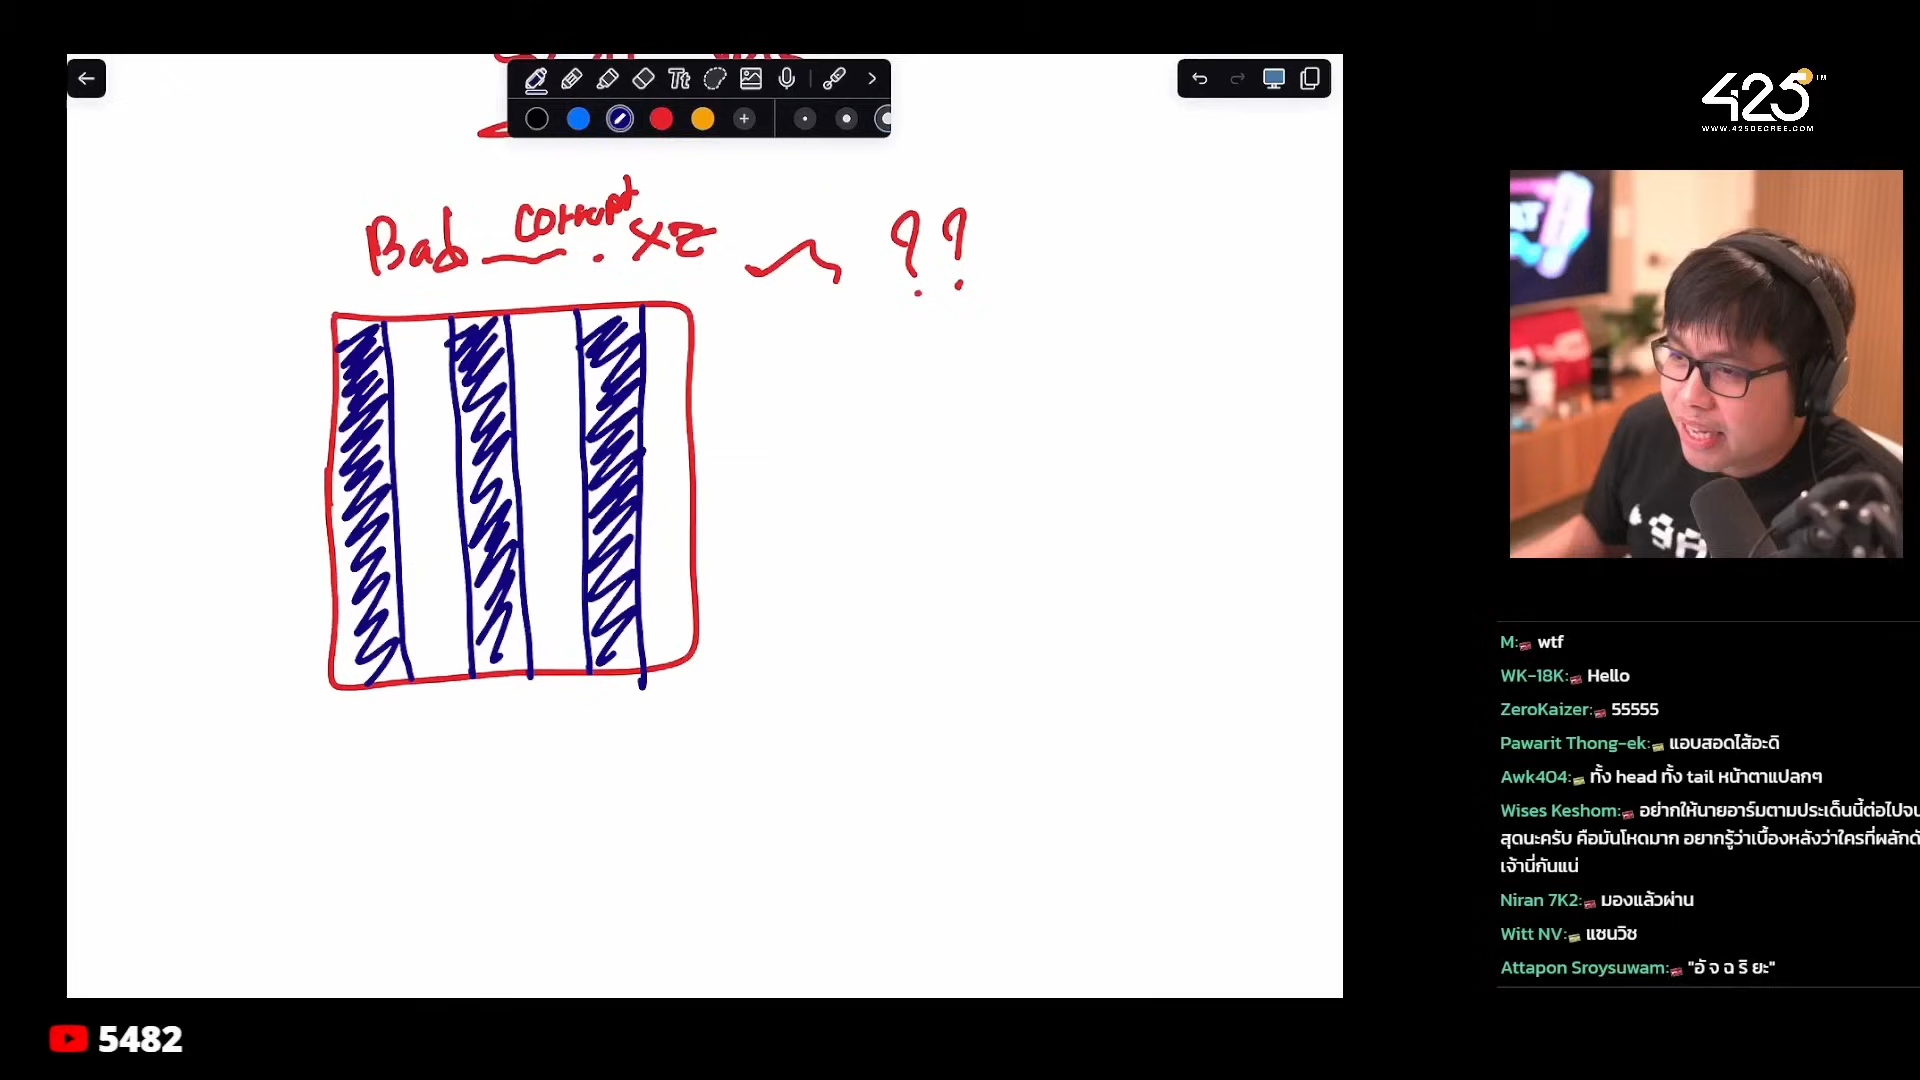 Tt
425 TM
WWW.425DEGREE.COM
Bad _ corrupt . xz ??
M: wtf
WK-18K: Hello
ZeroKaizer: 55555
Pawarit Thong-ek: แอบสอดไส้อะดิ
Awk404: ทั้ง head ทั้ง tail หน้าตาแปลกๆ
Wises Keshom: อย่ากให้นายอาร์มตามประเด็นนี้ต่อไปจน
สุดนะครับ คือมันโหดมาก อยากรู้ว่าเบื้องหลังว่าใครที่ผลักดั
เจ้านี่กันแน่
Niran 7K2: มองแล้วผ่าน
Witt NV: แซนวิช
Attapon Sroysuwam: "อั จ ฉ ริ ยะ"
5482